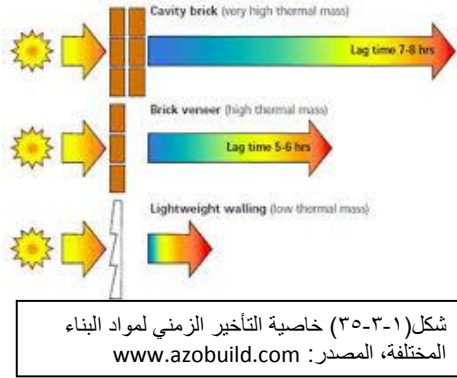 Cavity brick (very high thermal mass)
Lag time 7-8 hrs
Brick veneer (high thermal mass)
Lag time 5-6 hrs
Lightweight walling (low thermal mass)
شكل(١-٣-٣٥) خاصية التأخير الزمني لمواد البناء
المختلفة، المصدر: www.azobuild.com